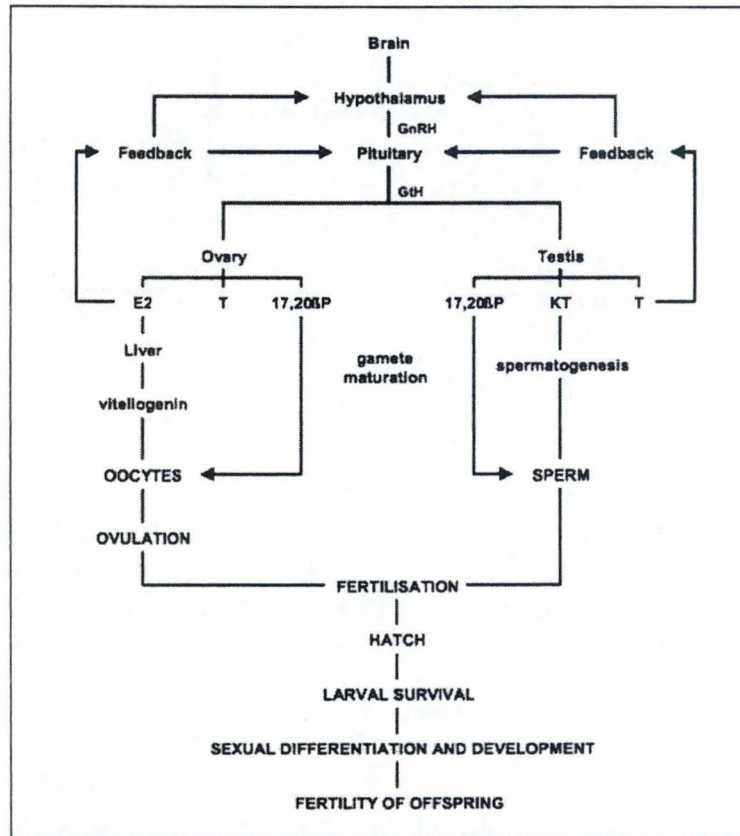 Brain
Hypothalamus
GnRH
Feedback Pituitary Feedback
GtH
Ovary Testis
E2 T 17,20ßP 17,20ßP KT T
Liver
gamete
maturation
spermatogenesis
vitellogenin
OOCYTES SPERM
OVULATION
FERTILISATION
HATCH
LARVAL SURVIVAL
SEXUAL DIFFERENTIATION AND DEVELOPMENT
FERTILITY OF OFFSPRING